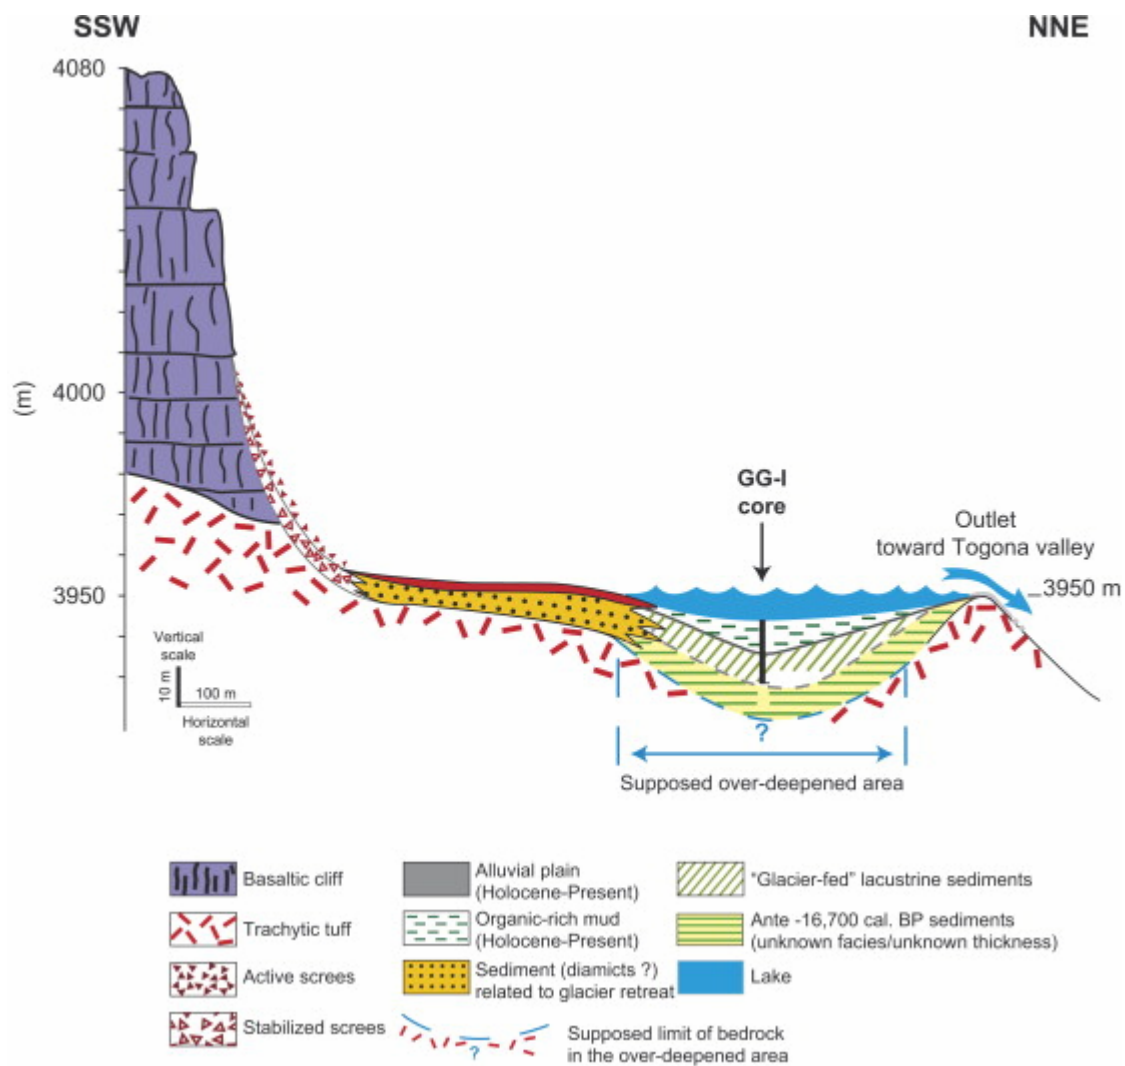 SSW
NNE
4080
4000
(m)
GG-I
core
Outlet
toward Togona valley
3950
3950 m
Vertical
scale
10 m
100 m
Horizontal
scale
?
Supposed over-deepened area
Basaltic cliff
Trachytic tuff
Active screes
Stabilized screes
Alluvial plain
(Holocene-Present)
Organic-rich mud
(Holocene-Present)
Sediment (diamicts ?)
related to glacier retreat
?
Supposed limit of bedrock
in the over-deepened area
"Glacier-fed" lacustrine sediments
Ante -16,700 cal. BP sediments
(unknown facies/unknown thickness)
Lake